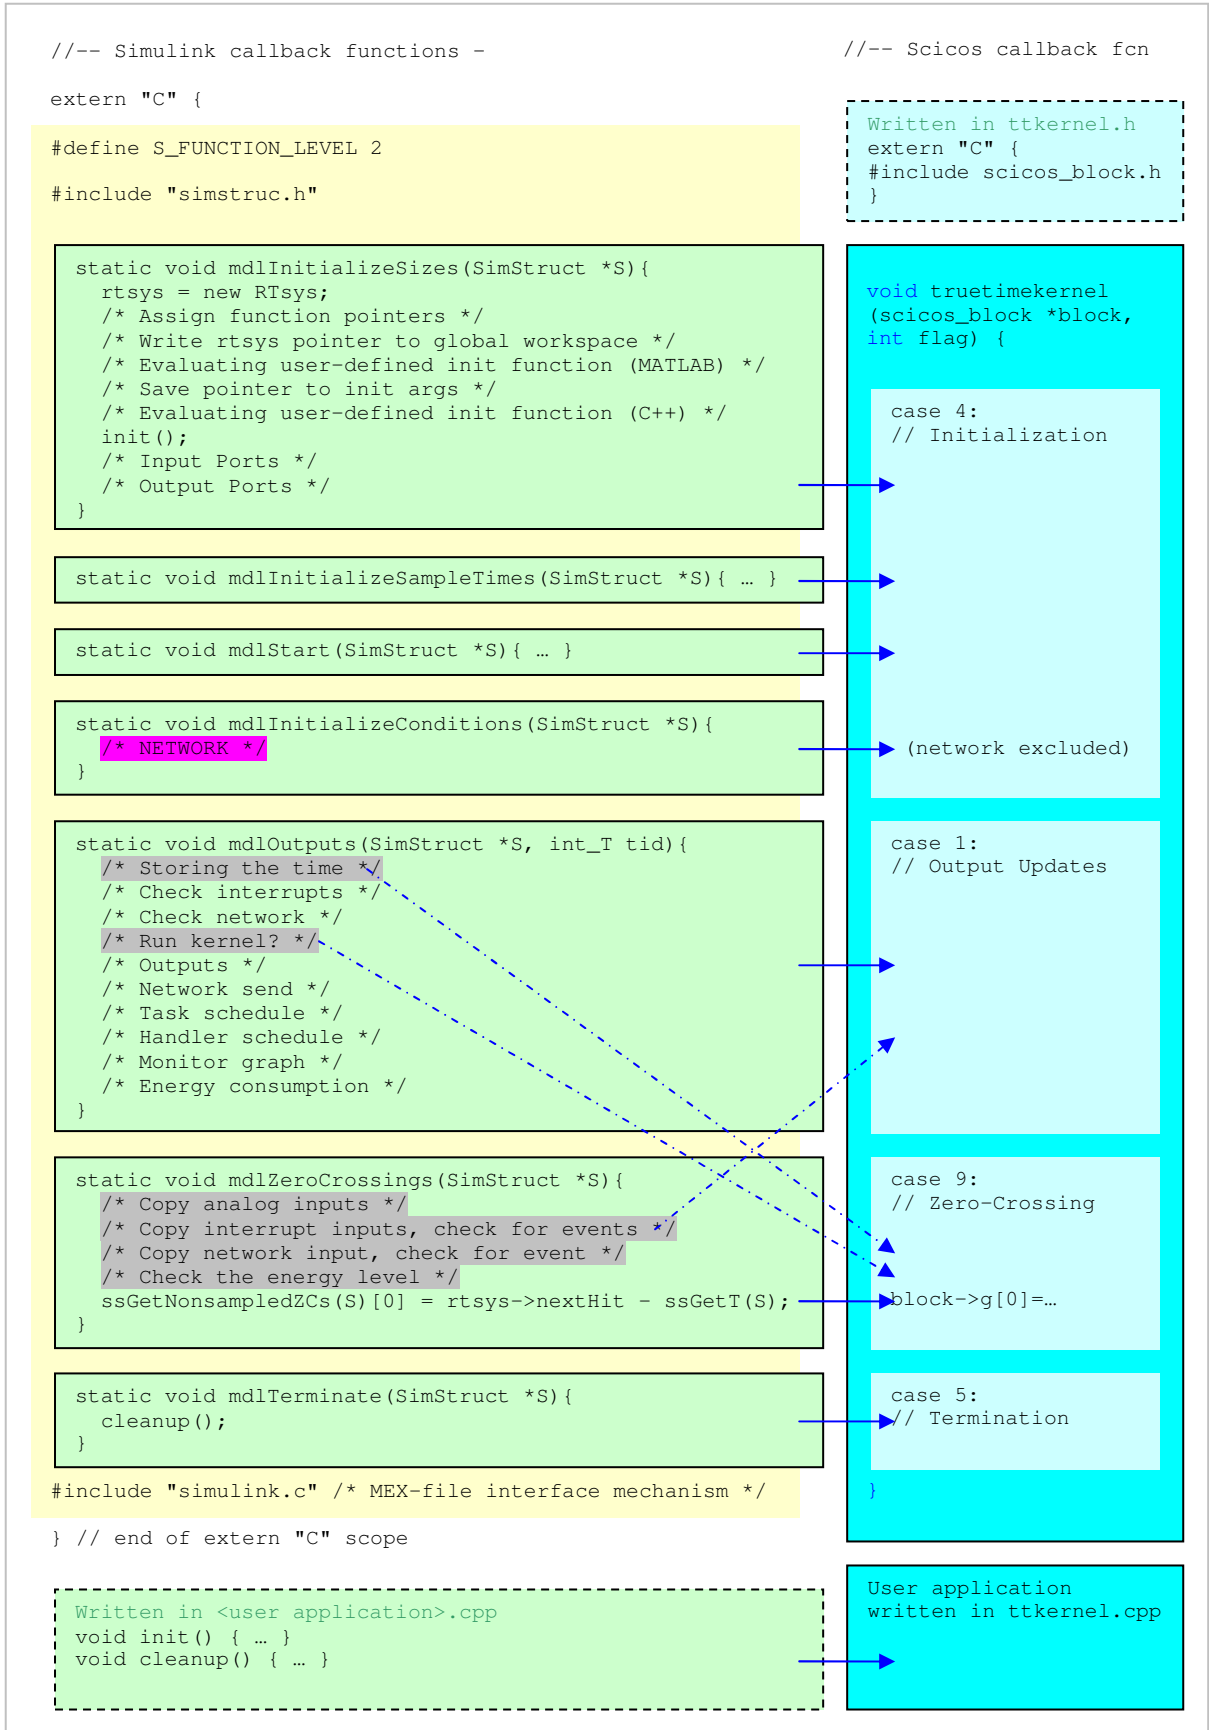 //-- Simulink callback functions -
extern "C" {
#define S_FUNCTION_LEVEL 2
#include "simstruc.h"
static void mdlInitializeSizes(SimStruct *S){
rtsys = new RTsys;
/* Assign function pointers */
/* Write rtsys pointer to global workspace */
/* Evaluating user-defined init function (MATLAB) */
/* Save pointer to init args */
/* Evaluating user-defined init function (C++) */
init();
/* Input Ports */
/* Output Ports */
}
static void mdlInitializeSampleTimes(SimStruct *S){ … }
static void mdlStart(SimStruct *S){ … }
static void mdlInitializeConditions(SimStruct *S){
/* NETWORK */
}
static void mdlOutputs(SimStruct *S, int_T tid){
/* Storing the time */
/* Check interrupts */
/* Check network */
/* Run kernel? */
/* Outputs */
/* Network send */
/* Task schedule */
/* Handler schedule */
/* Monitor graph */
/* Energy consumption */
}
static void mdlZeroCrossings(SimStruct *S){
/* Copy analog inputs */
/* Copy interrupt inputs, check for events */
/* Copy network input, check for event */
/* Check the energy level */
ssGetNonsampledZCs(S)[0] = rtsys->nextHit - ssGetT(S);
}
static void mdlTerminate(SimStruct *S){
cleanup();
}
#include "simulink.c" /* MEX-file interface mechanism */
} // end of extern "C" scope
Written in <user application>.cpp
void init() { … }
void cleanup() { … }
//-- Scicos callback fcn
Written in ttkernel.h
extern "C" {
#include scicos_block.h
}
void truetimekernel
(scicos_block *block,
int flag) {
case 4:
// Initialization
(network excluded)
case 1:
// Output Updates
case 9:
// Zero-Crossing
block->g[0]=…
case 5:
// Termination
}
User application
written in ttkernel.cpp